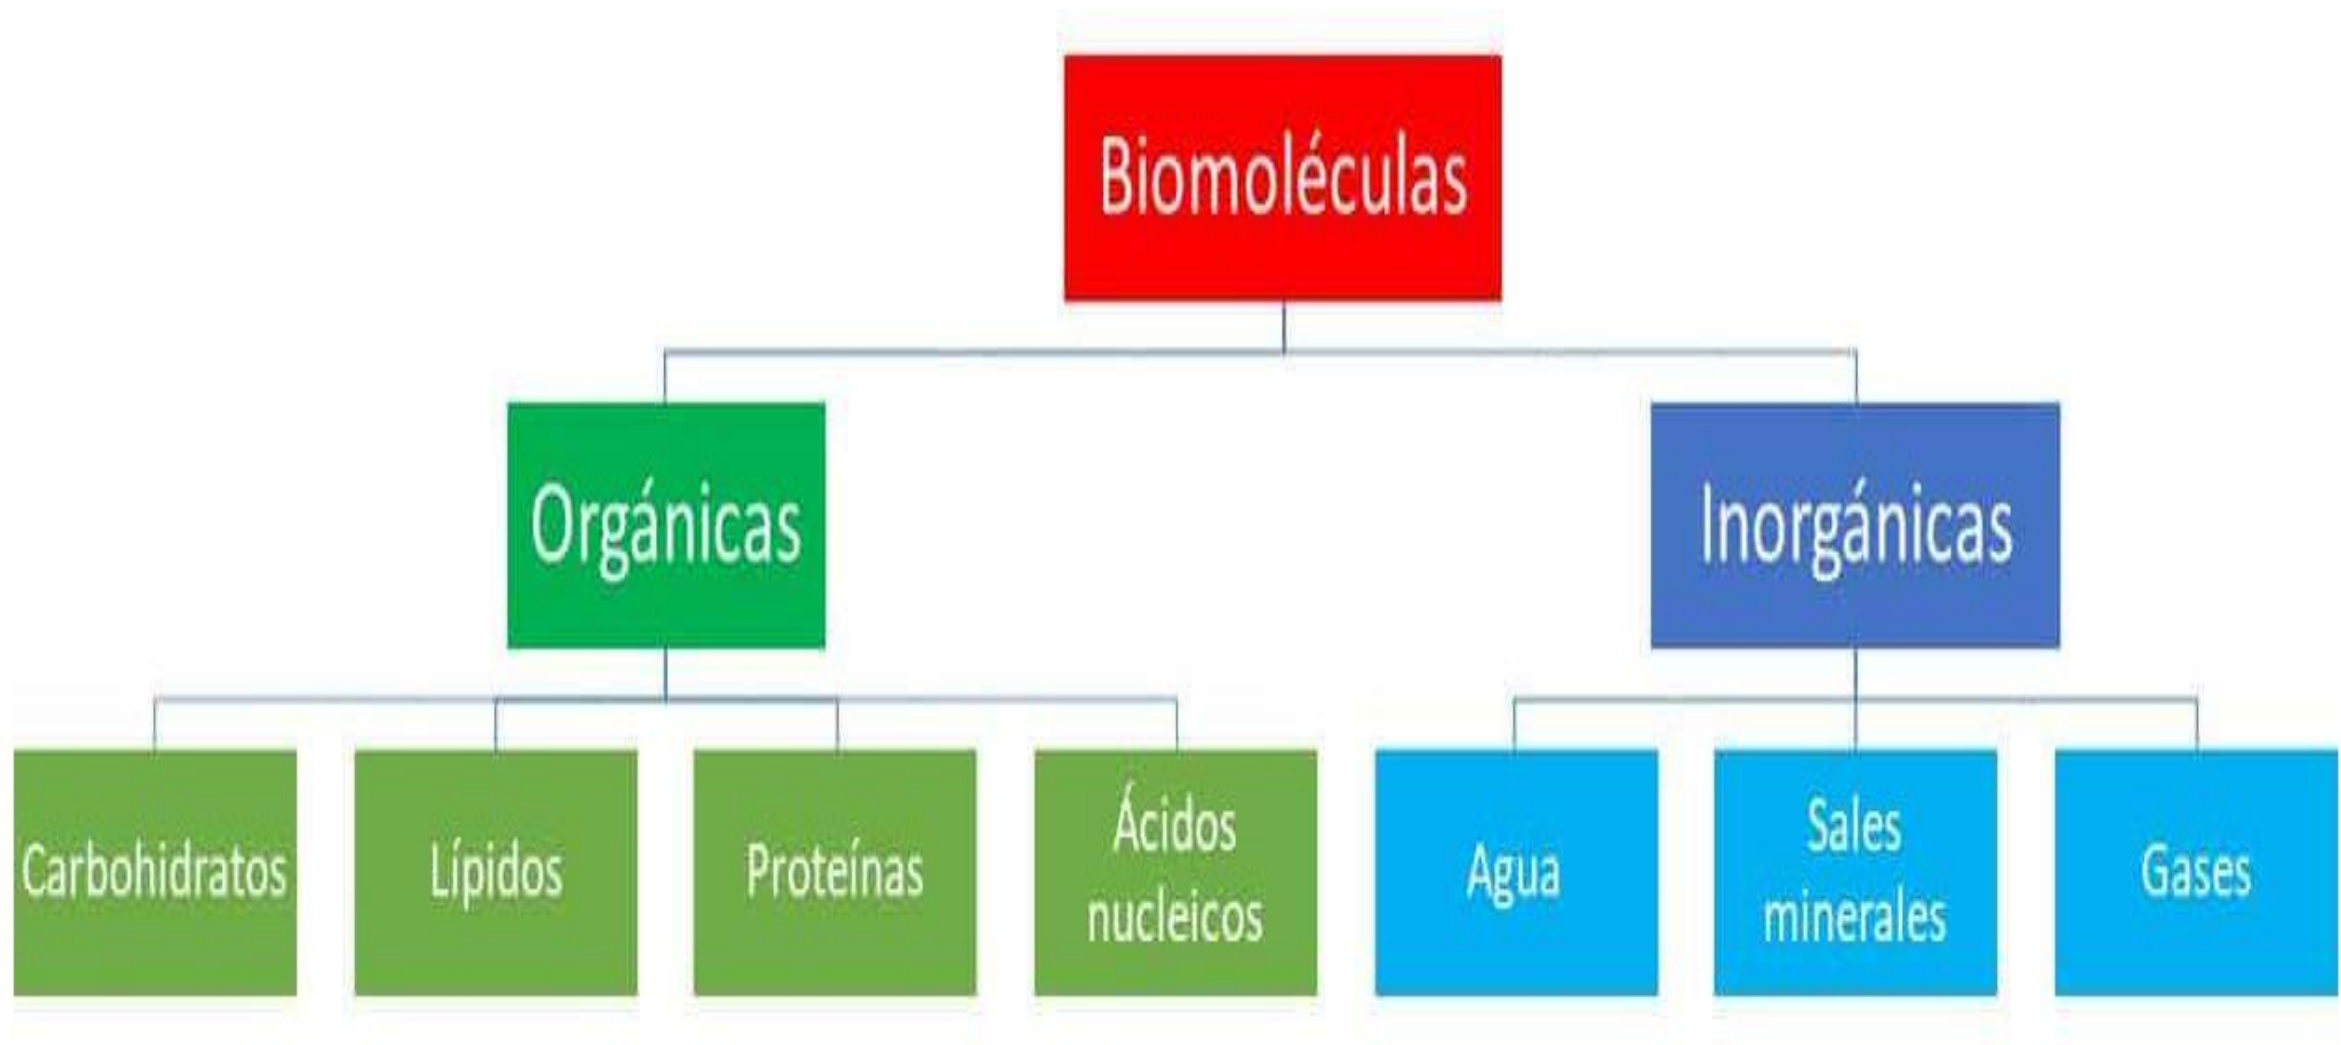 Biomoléculas
Orgánicas
Inorgánicas
Carbohidratos
Lípidos
Proteínas
Ácidos
nucleicos
Agua
Sales
minerales
Gases